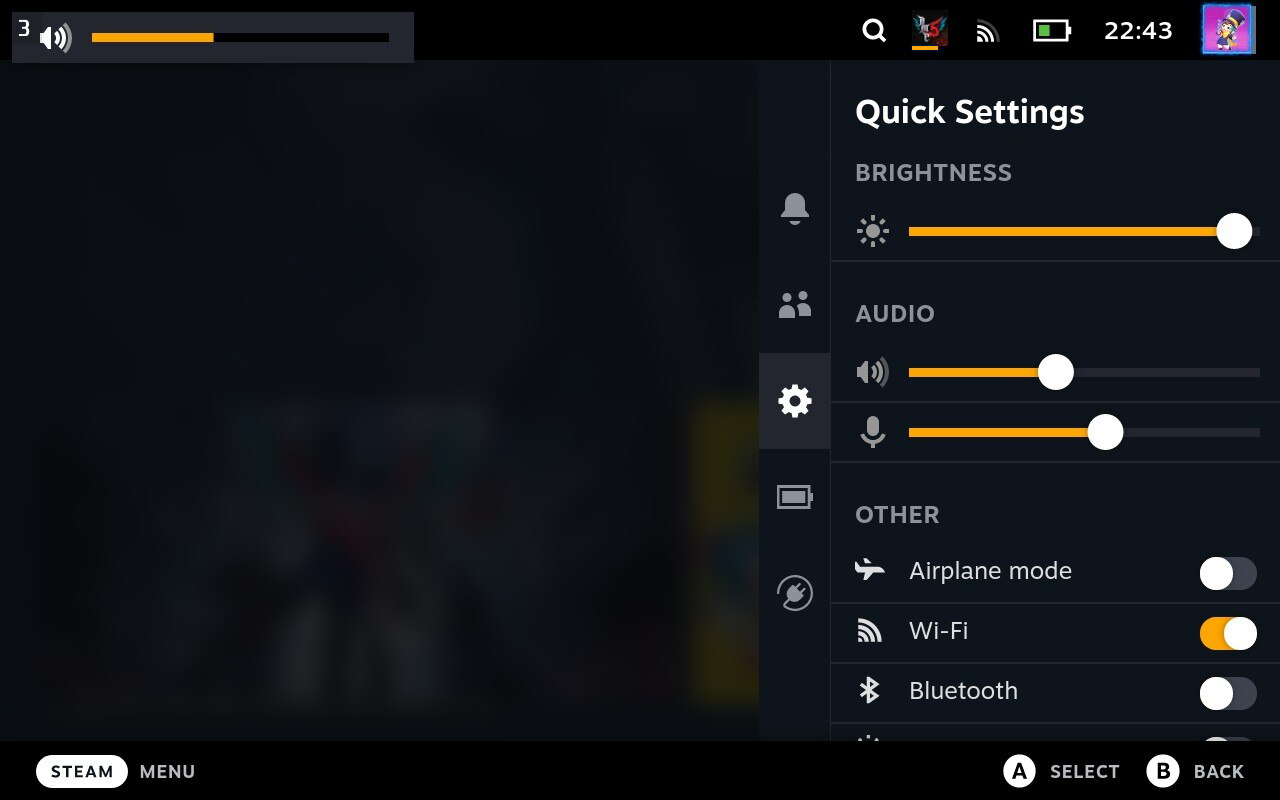 3
22:43
Quick Settings
BRIGHTNESS
AUDIO
OTHER
Airplane mode
Wi-Fi
Bluetooth
STEAM MENU
A SELECT B BACK